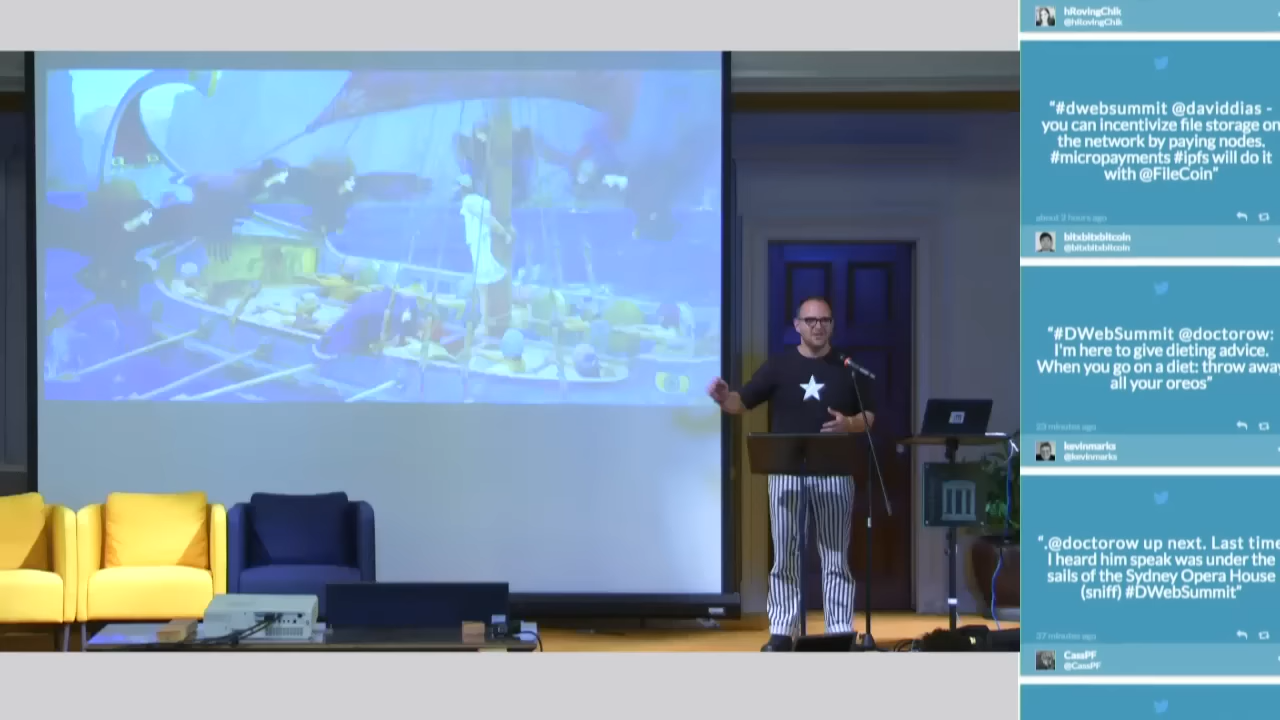 hRovingChik
@hRovingChik
"#dwebsummit @daviddias -
you can incentivize file storage on
the network by paying nodes.
#micropayments #ipfs will do it
with @FileCoin"
about 2 hours ago
bitxbitxbitcoin
@bitxbitxbitcoin
"#DWebSummit @doctorow:
I'm here to give dieting advice.
When you go on a diet: throw away
all your oreos"
23 minutes ago
kevinmarks
@kevinmarks
".@doctorow up next. Last time
I heard him speak was under the
sails of the Sydney Opera House
(sniff) #DWebSummit"
27 minutes ago
CassPF
@CassPF